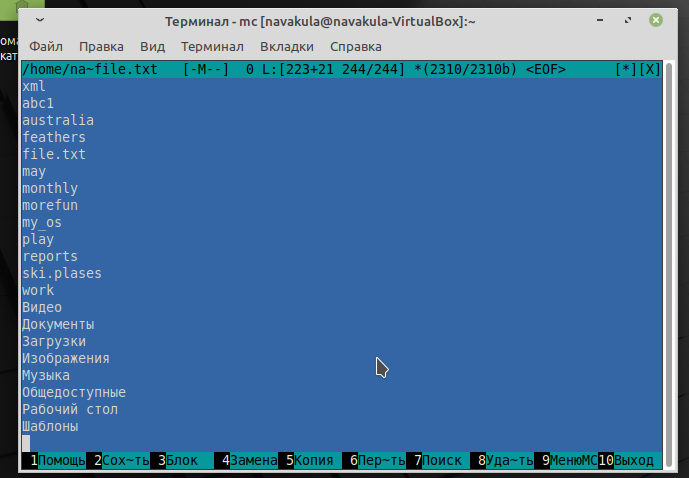 ома
кат
Терминал - mc [navakula@navakula-VirtualBox]:~
Файл Правка Вид Терминал Вкладки Справка
/home/na~file.txt [-M--] 0 L:[223+21 244/244] *(2310/2310b) <EOF> [*][X]
xml
abc1
australia
feathers
file.txt
may
monthly
morefun
my_os
play
reports
ski.plases
work
Видео
Документы
Загрузки
Изображения
Музыка
Общедоступные
Рабочий стол
Шаблоны
1Помощь 2Сох~ть 3Блок 4Замена 5Копия 6Пер~ть 7Поиск 8Уда~ть 9МенюMC 10Выход